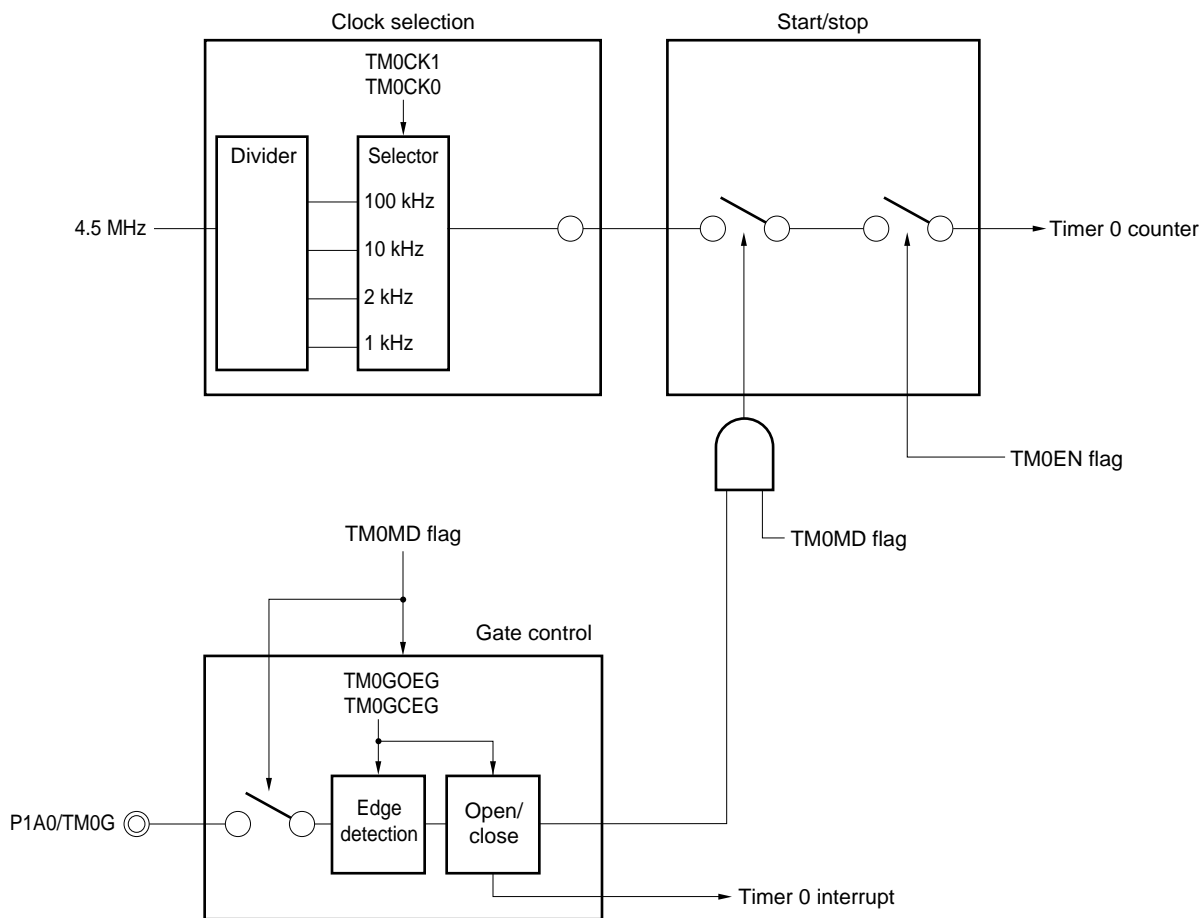 Clock selection
Start/stop
TM0CK1
TM0CK0
Divider
Selector
100 kHz
10 kHz
2 kHz
1 kHz
4.5 MHz
Timer 0 counter
TM0EN flag
TM0MD flag
TM0MD flag
Gate control
TM0GOEG
TM0GCEG
P1A0/TM0G
Edge
detection
Open/
close
Timer 0 interrupt